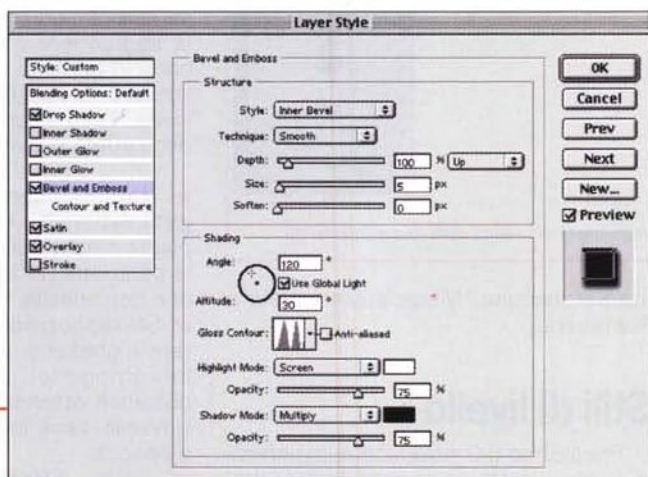 Layer Style
Style: Custom
Blending Options: Default
Drop Shadow
Inner Shadow
Outer Glow
Inner Glow
Bevel and Emboss
Contour and Texture
Satin
Overlay
Stroke
Bevel and Emboss
Structure
Style: Inner Bevel
Technique: Smooth
Depth: 100 % Up
Size: 5 px
Soften: 0 px
Shading
Angle: 120 °
Use Global Light
Altitude: 30 °
Gloss Contour: Anti-aliased
Highlight Mode: Screen
Opacity: 75 %
Shadow Mode: Multiply
Opacity: 75 %
OK
Cancel
Prev
Next
New...
Preview
Stili di livello